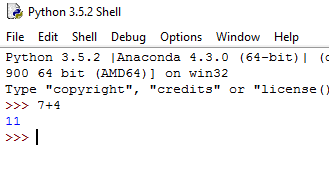 Python 3.5.2 Shell
File Edit Shell Debug Options Window Help
Python 3.5.2 |Anaconda 4.3.0 (64-bit)| (
900 64 bit (AMD64)] on win32
Type "copyright", "credits" or "license()
>>> 7+4
11
>>>